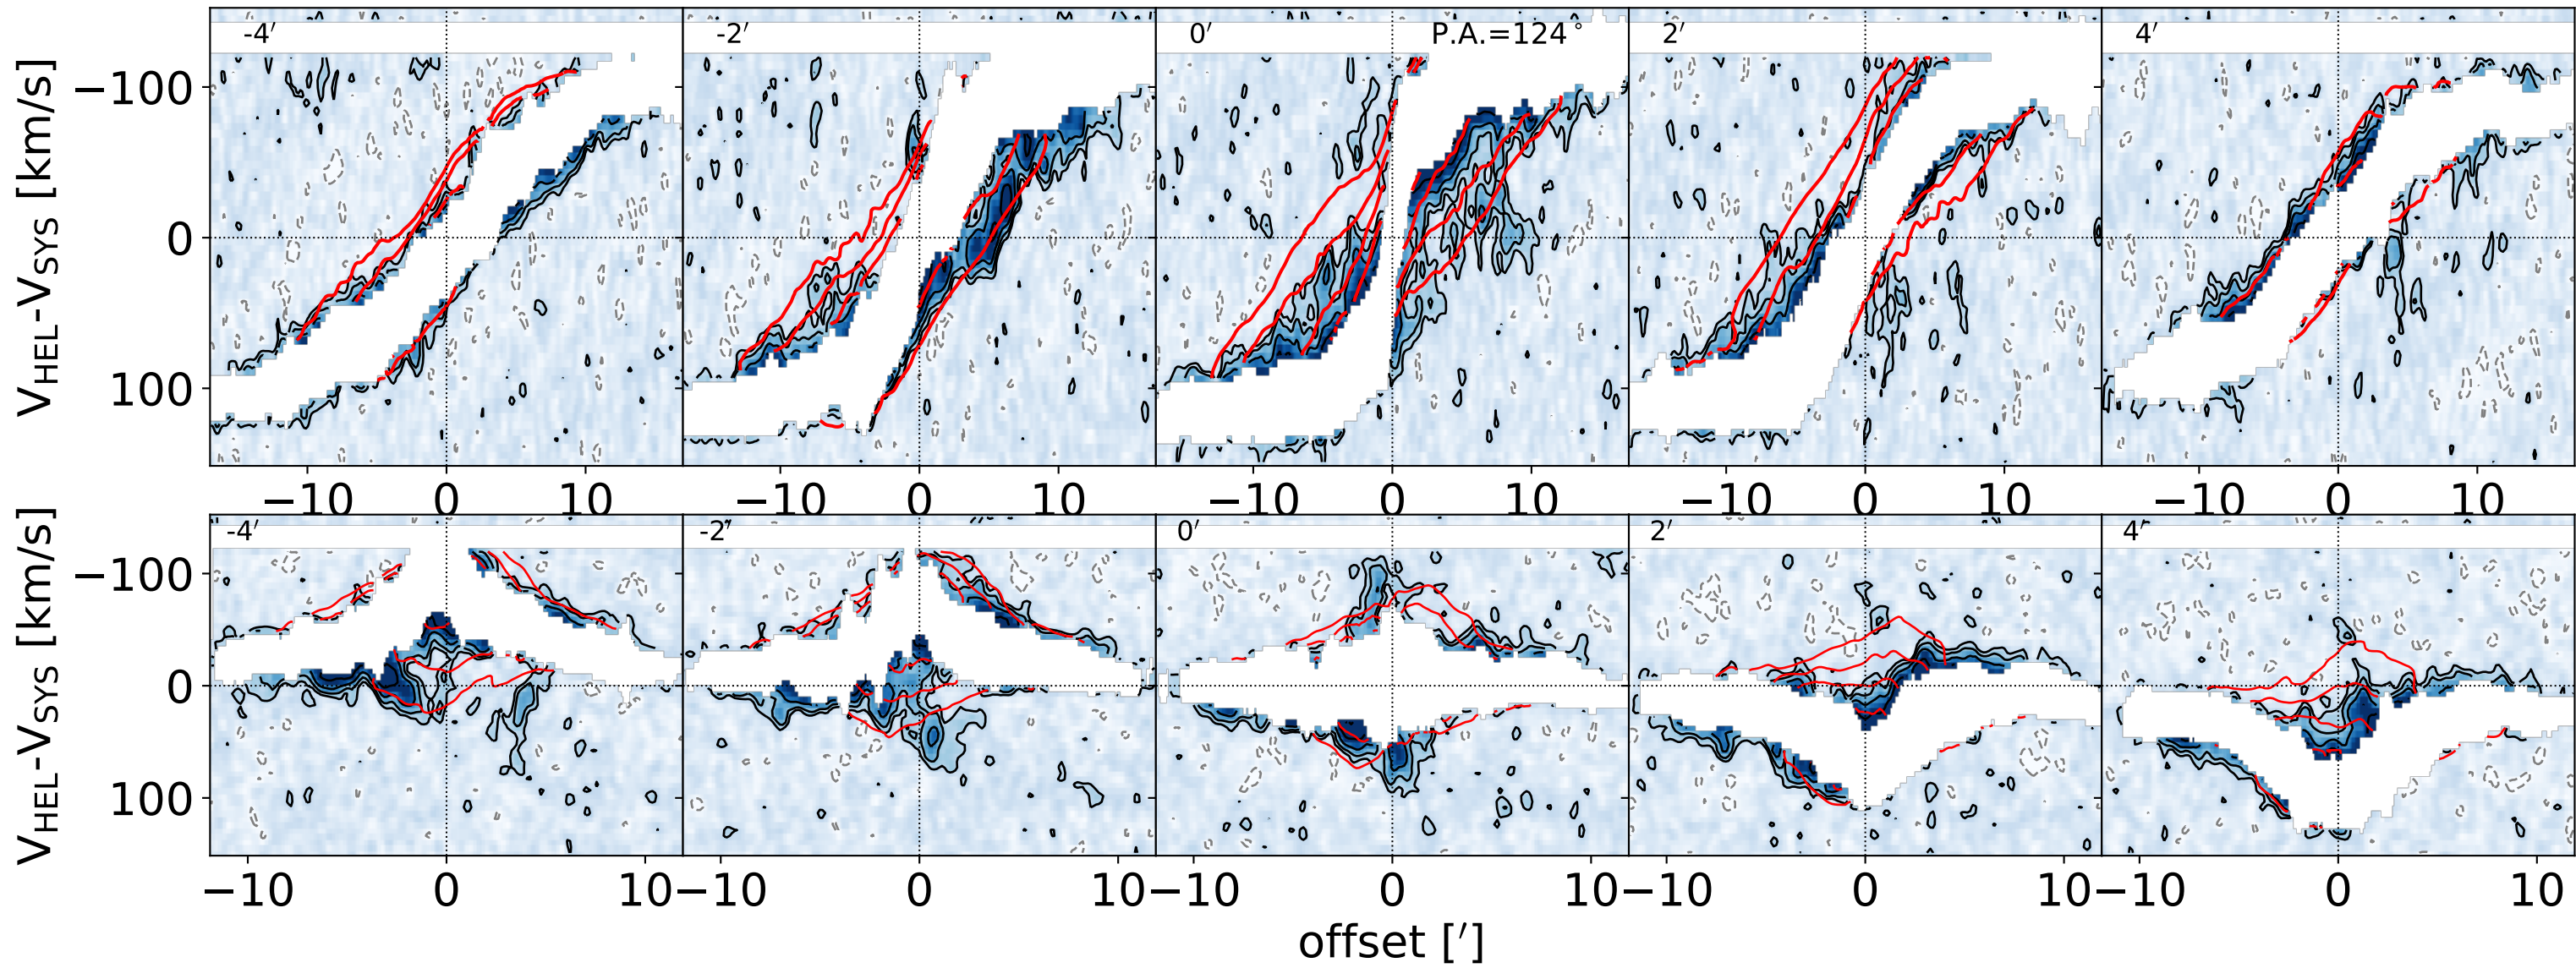 -4′ -2′ 0′ P.A.=124° 2′ 4′
V_HEL-V_SYS [km/s]
−100
0
100
−10 0 10 −10 0 10 −10 0 10 −10 0 10 −10 0 10
-4′ -2′ 0′ 2′ 4′
V_HEL-V_SYS [km/s]
−100
0
100
−10 0 10 −10 0 10 −10 0 10 −10 0 10 −10 0 10
offset [′]